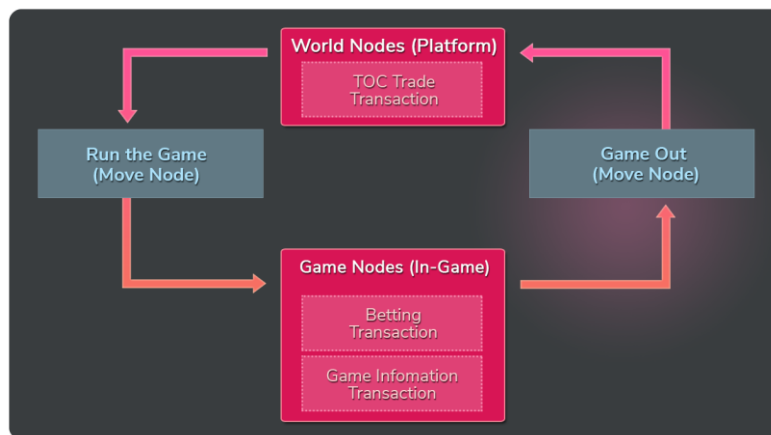 World Nodes (Platform)
TOC Trade
Transaction
Run the Game
(Move Node)
Game Out
(Move Node)
Game Nodes (In-Game)
Betting
Transaction
Game Infomation
Transaction